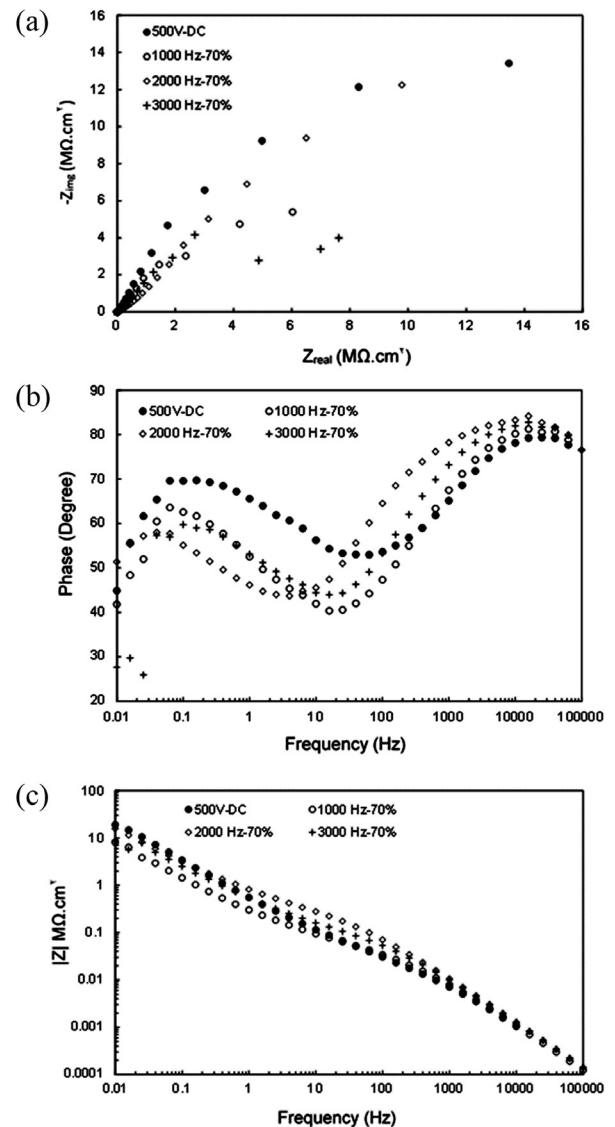 (a)
16
14
12
10
8
6
4
2
0
-Zimg (MΩ.cm²)
500V-DC
1000 Hz-70%
2000 Hz-70%
3000 Hz-70%
0 2 4 6 8 10 12 14 16
Zreal (MΩ.cm²)
(b)
90
80
70
60
50
40
30
20
Phase (Degree)
500V-DC 1000 Hz-70%
2000 Hz-70% 3000 Hz-70%
0.01 0.1 1 10 100 1000 10000 100000
Frequency (Hz)
(c)
100
10
1
0.1
0.01
0.001
0.0001
|Z| MΩ.cm²
500V-DC 1000 Hz-70%
2000 Hz-70% 3000 Hz-70%
0.01 0.1 1 10 100 1000 10000 100000
Frequency (Hz)